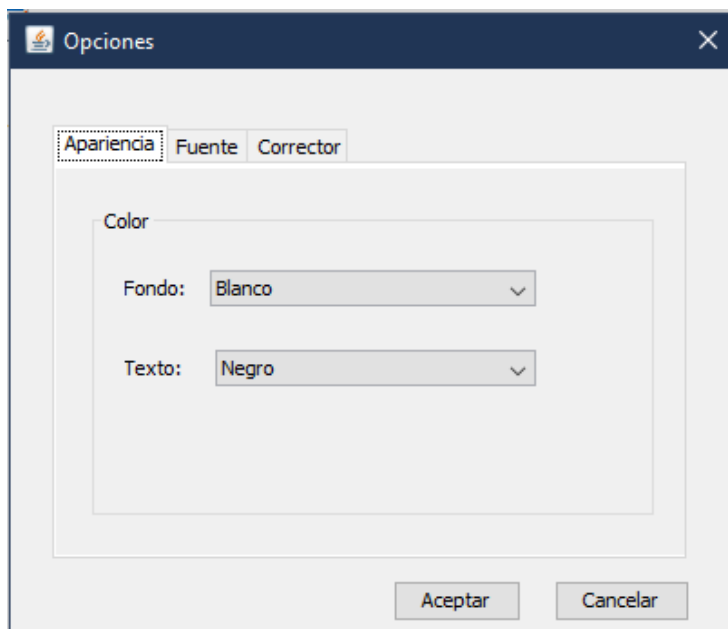 Opciones
Apariencia Fuente Corrector
Color
Fondo: Blanco
Texto: Negro
Aceptar Cancelar